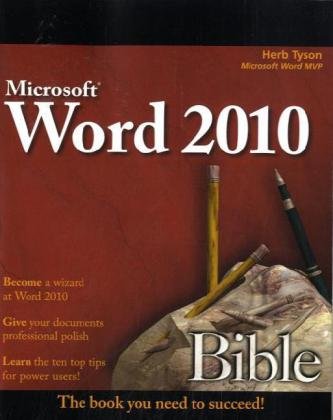 Herb Tyson
Microsoft Word MVP
Microsoft®
Word 2010
Become a wizard
at Word 2010
Give your documents
professional polish
Learn the ten top tips
for power users!
Bible
The book you need to succeed!